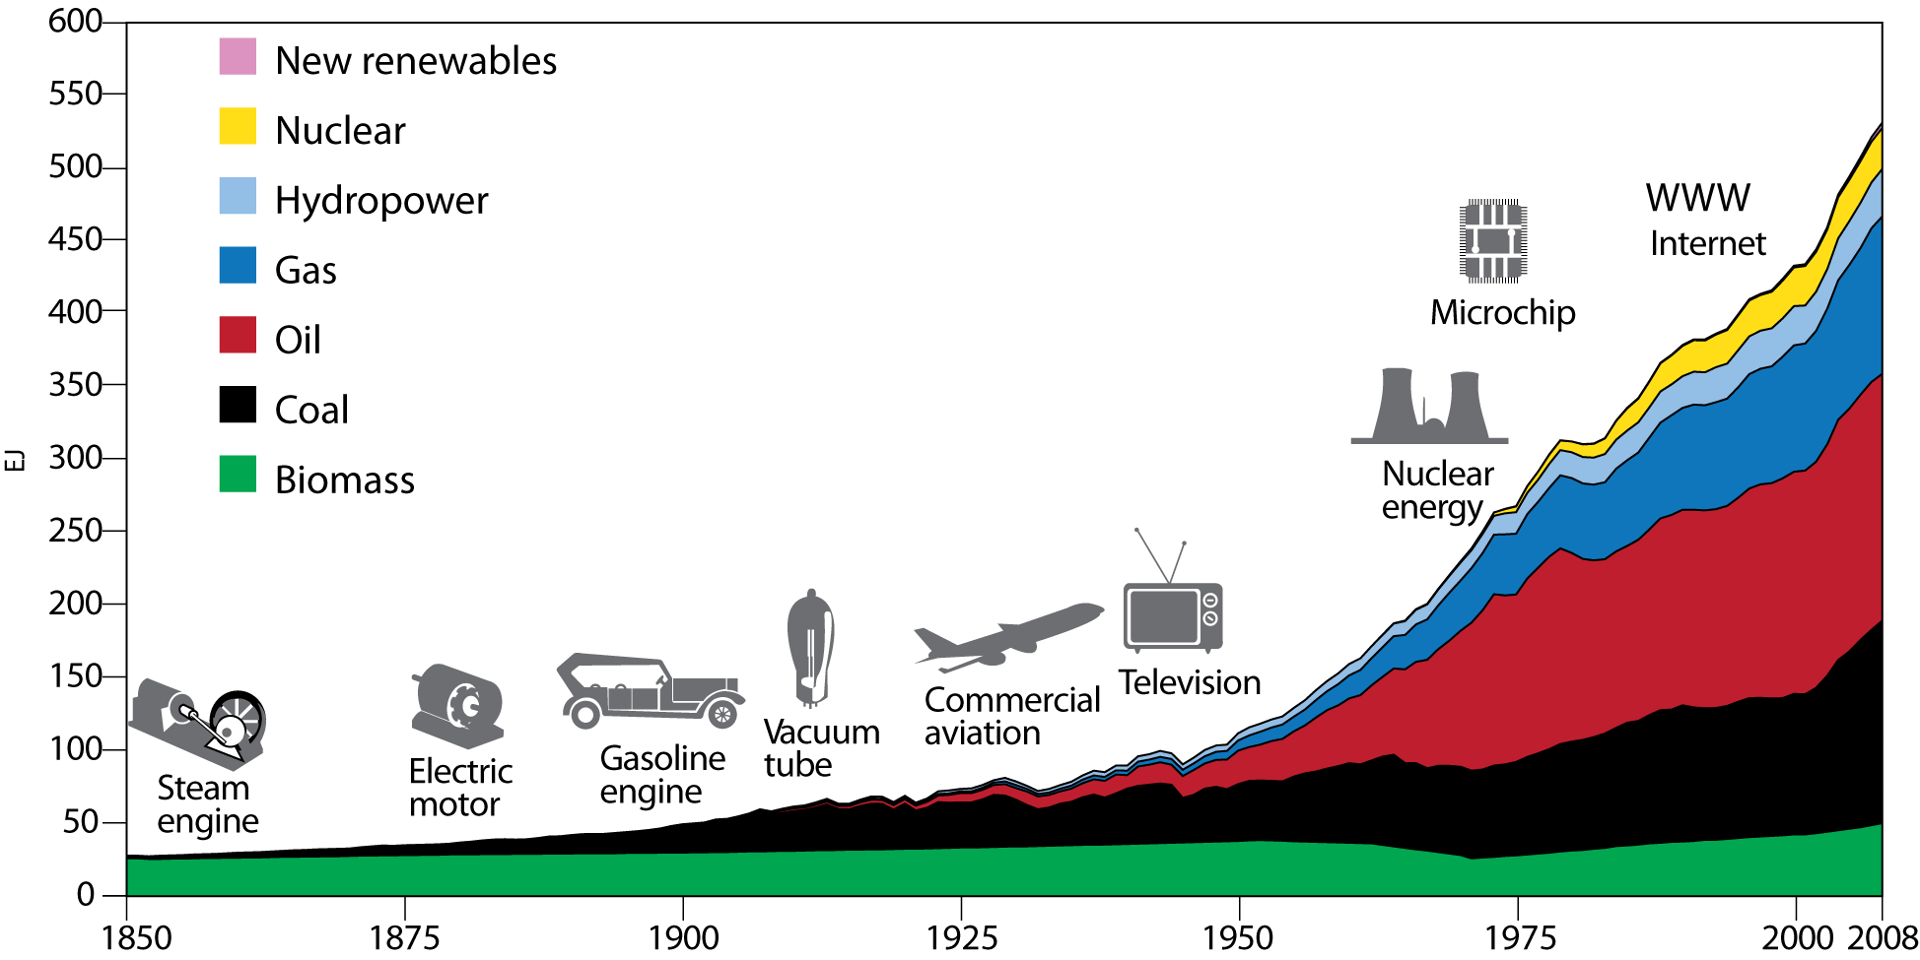 600
550
500
450
400
350
300
250
200
150
100
50
0
EJ
New renewables
Nuclear
Hydropower
Gas
Oil
Coal
Biomass
Steam
engine
Electric
motor
Gasoline
engine
Vacuum
tube
Commercial
aviation
Television
Nuclear
energy
Microchip
WWW
Internet
1850
1875
1900
1925
1950
1975
2000
2008